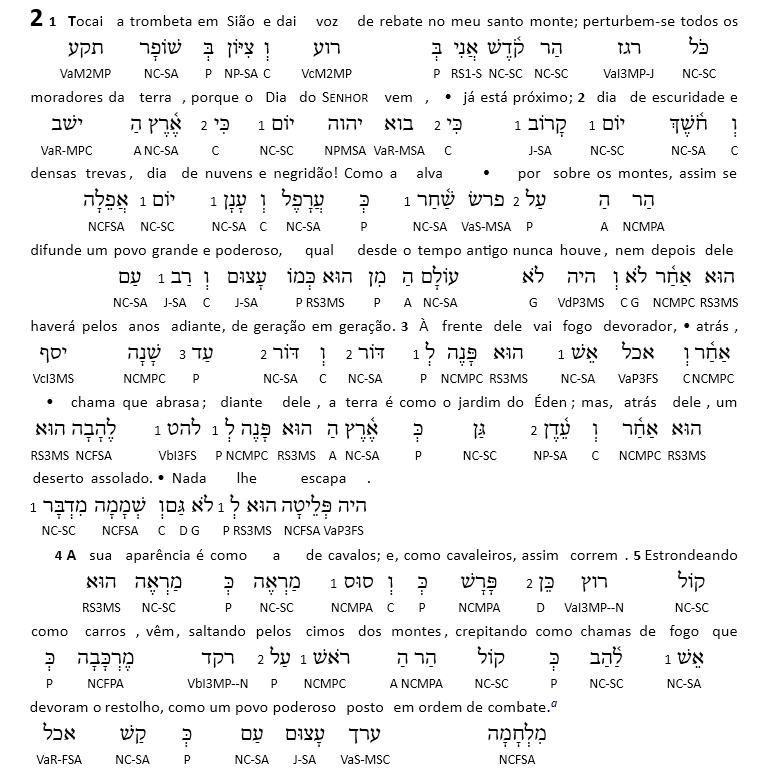 2 1 Tocai a trombeta em Sião e dai voz de rebate no meu santo monte; perturbem-se todos os
תקע שׁוֹפָר בְּ צִיּוֹן וְ רוע בְּ אֲנִי קֹ֫דֶשׁ הַר רגז כֹּל
VaM2MP NC-SA P NP-SA C VcM2MP P RS1-S NC-SC NC-SC VaI3MP-J NC-SC
moradores da terra , porque o Dia do SENHOR vem , • já está próximo; 2 dia de escuridade e
ישׁב הַ אֶ֫רֶץ כִּי 2 יוֹם 1 יהוה בוא כִּי 2 קָרוֹב 1 יוֹם 1 חֹ֫שֶׁךְ וְ
VaR-MPC A NC-SA C NC-SC NPMSA VaR-MSA C J-SA NC-SC NC-SA C
densas trevas, dia de nuvens e negridão! Como a alva • por sobre os montes, assim se
אֲפֵלָה יוֹם 1 עָנָן 1 וְ עֲרָפֶל כְּ שַׁ֫חַר 1 פרשׂ עַל 2 הַ הַר
NCFSA NC-SC NC-SA C NC-SA P NC-SA VaS-MSA P A NCMPA
difunde um povo grande e poderoso, qual desde o tempo antigo nunca houve, nem depois dele
עַם רַב 1 וְ עָצוּם כְּמוֹ הוּא מִן הַ עוֹלָם לֹא היה וְ לֹא אַחַ֫ר הוּא
NC-SA J-SA C J-SA P RS3MS P A NC-SA G VdP3MS C G NCMPC RS3MS
haverá pelos anos adiante, de geração em geração. 3 À frente dele vai fogo devorador, • atrás ,
יסף שָׁנָה עַד 3 דּוֹר 2 וְ דּוֹר 2 לְ 1 פָּנֶה הוּא אֵשׁ 1 אכל וְ אַחַ֫ר
VcI3MS NCMPC P NC-SA C NC-SA P NCMPC RS3MS NC-SA VaP3FS C NCMPC
• chama que abrasa; diante dele , a terra é como o jardim do Éden ; mas, atrás dele , um
הוּא לֶהָבָה להט 1 לְ 1 פָּנֶה הוּא הַ אֶ֫רֶץ כְּ גַּן עֵ֫דֶן 2 וְ אַחַ֫ר הוּא
RS3MS NCFSA VbI3FS P NCMPC RS3MS A NC-SA P NC-SC NP-SA C NCMPC RS3MS
deserto assolado. • Nada lhe escapa .
מִדְבָּר 1 שְׁמָמָה וְ גַּם לֹא לְ 1 הוּא פְּלֵיטָה היה
NC-SC NCFSA C D G P RS3MS NCFSA VaP3FS
4 A sua aparência é como a de cavalos; e, como cavaleiros, assim correm . 5 Estrondeando
הוּא מַרְאֶה כְּ מַרְאֶה סוּס 1 וְ כְּ פָּרָשׁ כֵּן 2 רוץ קוֹל
RS3MS NC-SC P NC-SC NCMPA C P NCMPA D VaI3MP--N NC-SC
como carros , vêm, saltando pelos cimos dos montes, crepitando como chamas de fogo que
כְּ מֶרְכָּבָה רקד עַל 2 רֹאשׁ 1 הַ הַר קוֹל כְּ לַ֫הַב אֵשׁ 1
P NCFPA VbI3MP--N P NCMPC A NCMPA NC-SC P NC-SC NC-SA
devoram o restolho, como um povo poderoso posto em ordem de combate.a
אכל קַשׁ כְּ עַם עָצוּם ערך מִלְחָמָה
VaR-FSA NC-SA P NC-SA J-SA VaS-MSC NCFSA